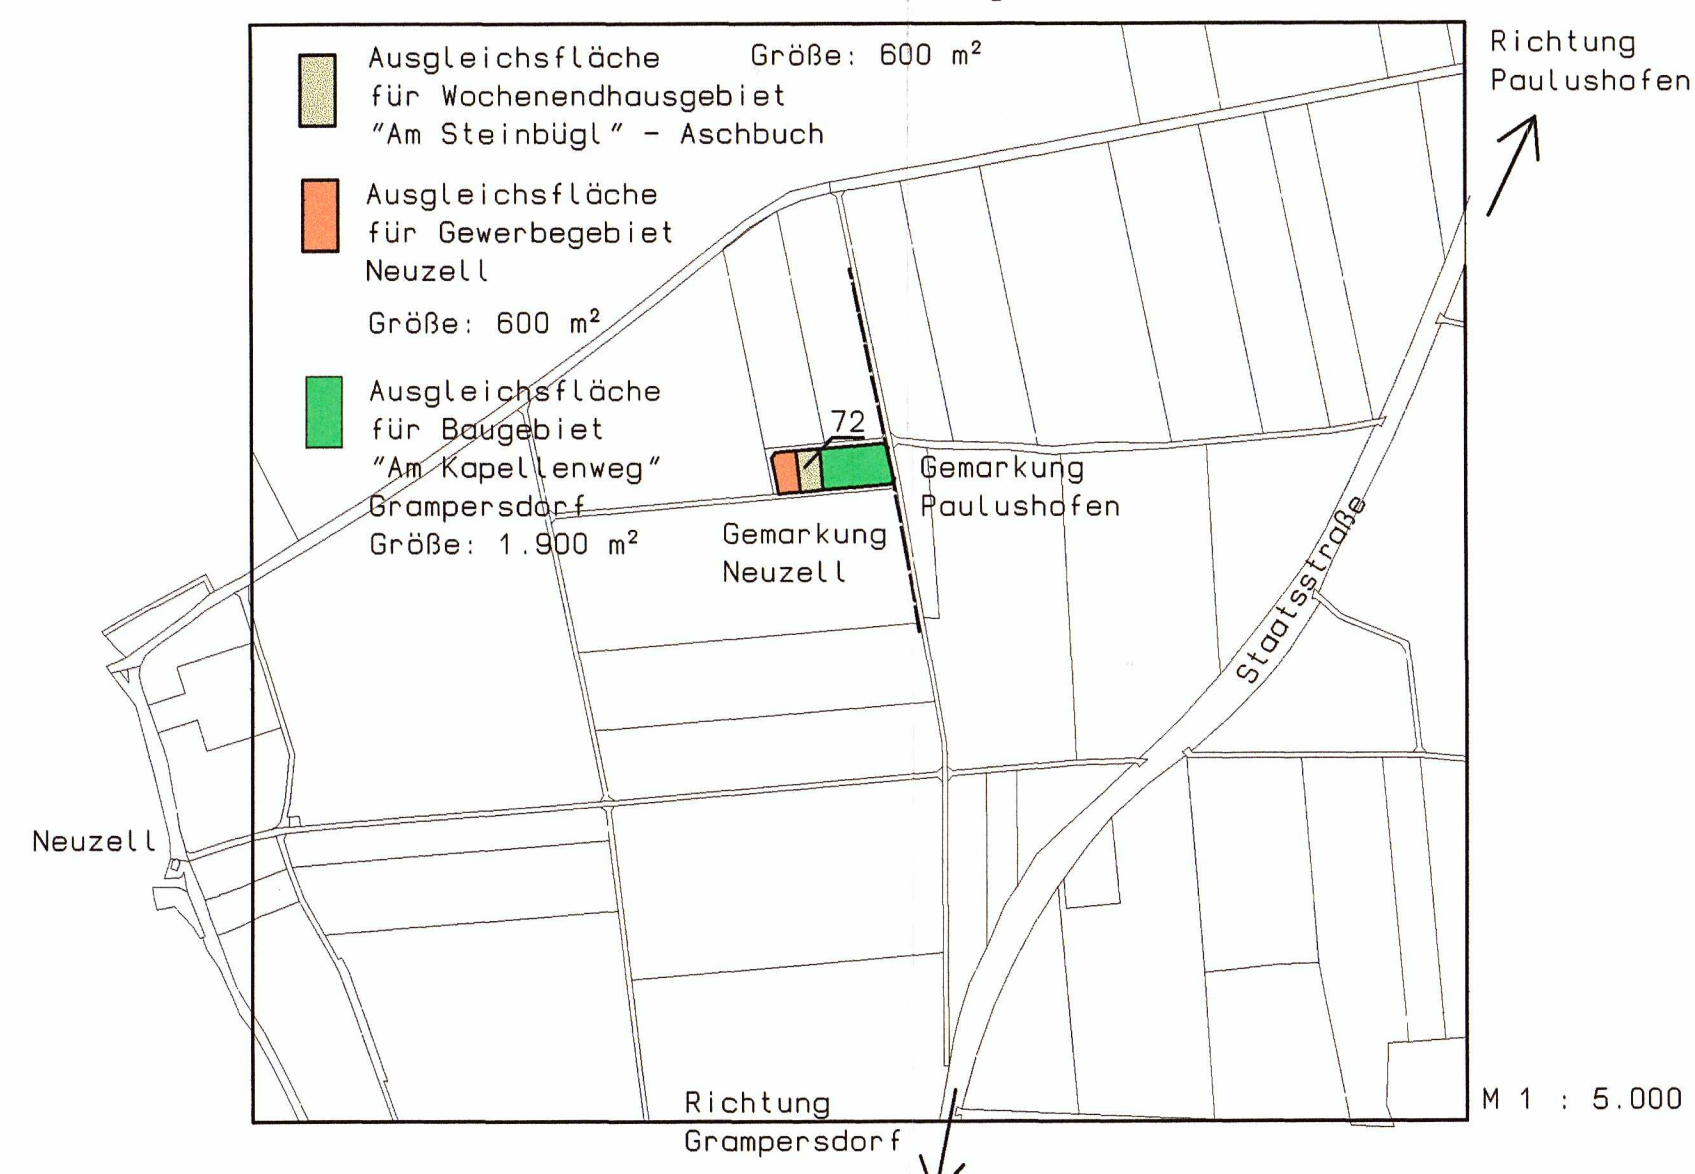 Ausgleichsfläche Größe: 600 m²
für Wochenendhausgebiet
"Am Steinbügl" - Aschbuch
Ausgleichsfläche
für Gewerbegebiet
Neuzell
Größe: 600 m²
Ausgleichsfläche
für Baugebiet
"Am Kapellenweg"
Grampersdorf
Größe: 1.900 m²
Richtung
Paulushofen
72
Gemarkung
Paulushofen
Gemarkung
Neuzell
Staatsstraße
Neuzell
Richtung
Grampersdorf
M 1 : 5.000